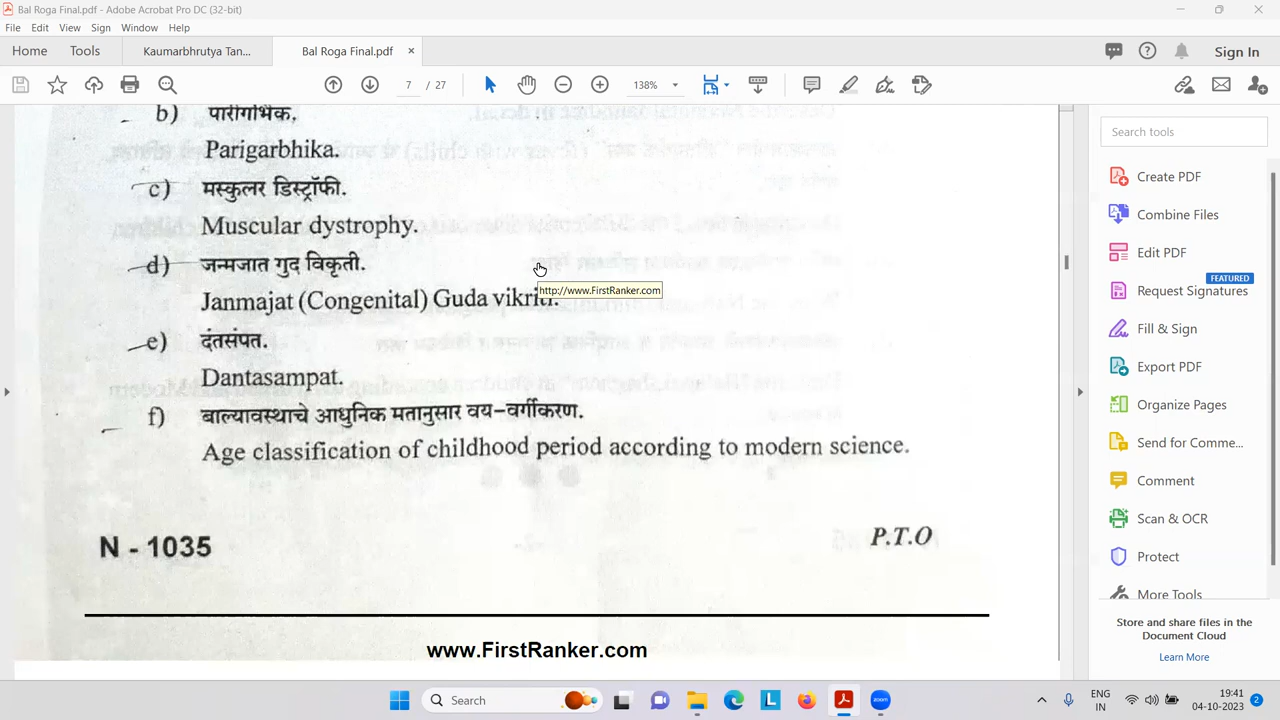 Bal Roga Final.pdf - Adobe Acrobat Pro DC (32-bit)
File Edit View Sign Window Help
Home Tools Kaumarbhrutya Tan... Bal Roga Final.pdf × Sign In
7 / 27 138%
Search tools
Create PDF
Combine Files
Edit PDF
FEATURED
Request Signatures
Fill & Sign
Export PDF
Organize Pages
Send for Comme...
Comment
Scan & OCR
Protect
More Tools
Store and share files in the
Document Cloud
Learn More
b) पारीगर्भिक.
Parigarbhika.
c) मस्कुलर डिस्ट्रॉफी.
Muscular dystrophy.
d) जन्मजात गुद विकृती.
http://www.FirstRanker.com
Janmajat (Congenital) Guda
e) दंतसंपत.
Dantasampat.
f) बाल्यावस्थाचे आधुनिक मतानुसार वय-वर्गीकरण.
Age classification of childhood period according to modern science.
N - 1035 P.T.O
www.FirstRanker.com
Search
ENG
IN
19:41
04-10-2023
2